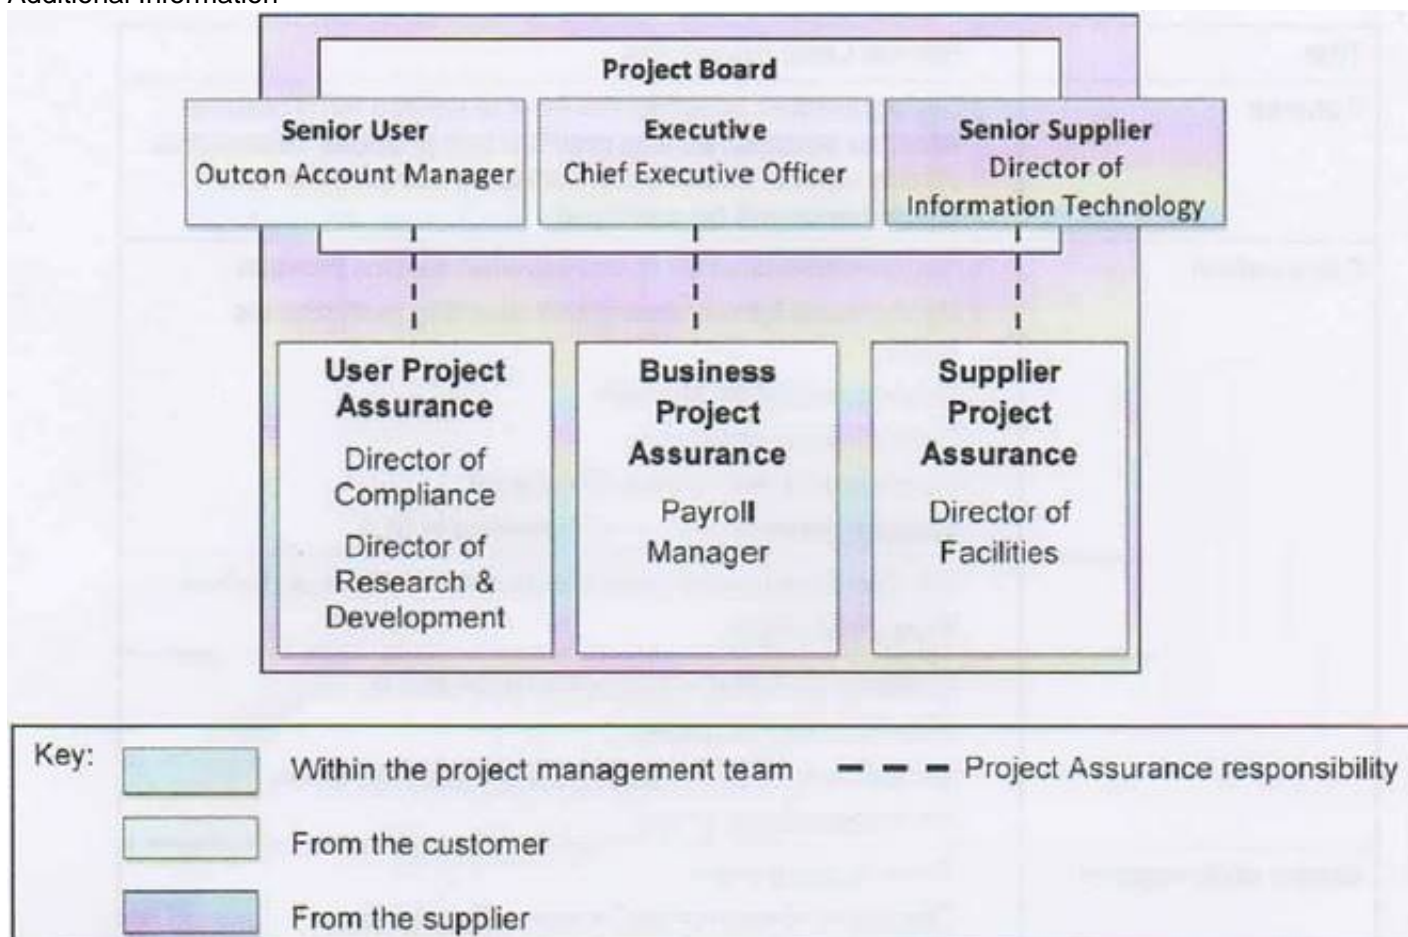 Additional Information
Project Board
Senior User
Outcon Account Manager
Executive
Chief Executive Officer
Senior Supplier
Director of
Information Technology
User Project
Assurance
Director of
Compliance
Director of
Research &
Development
Business
Project
Assurance
Payroll
Manager
Supplier
Project
Assurance
Director of
Facilities
Key:
Within the project management team
Project Assurance responsibility
From the customer
From the supplier